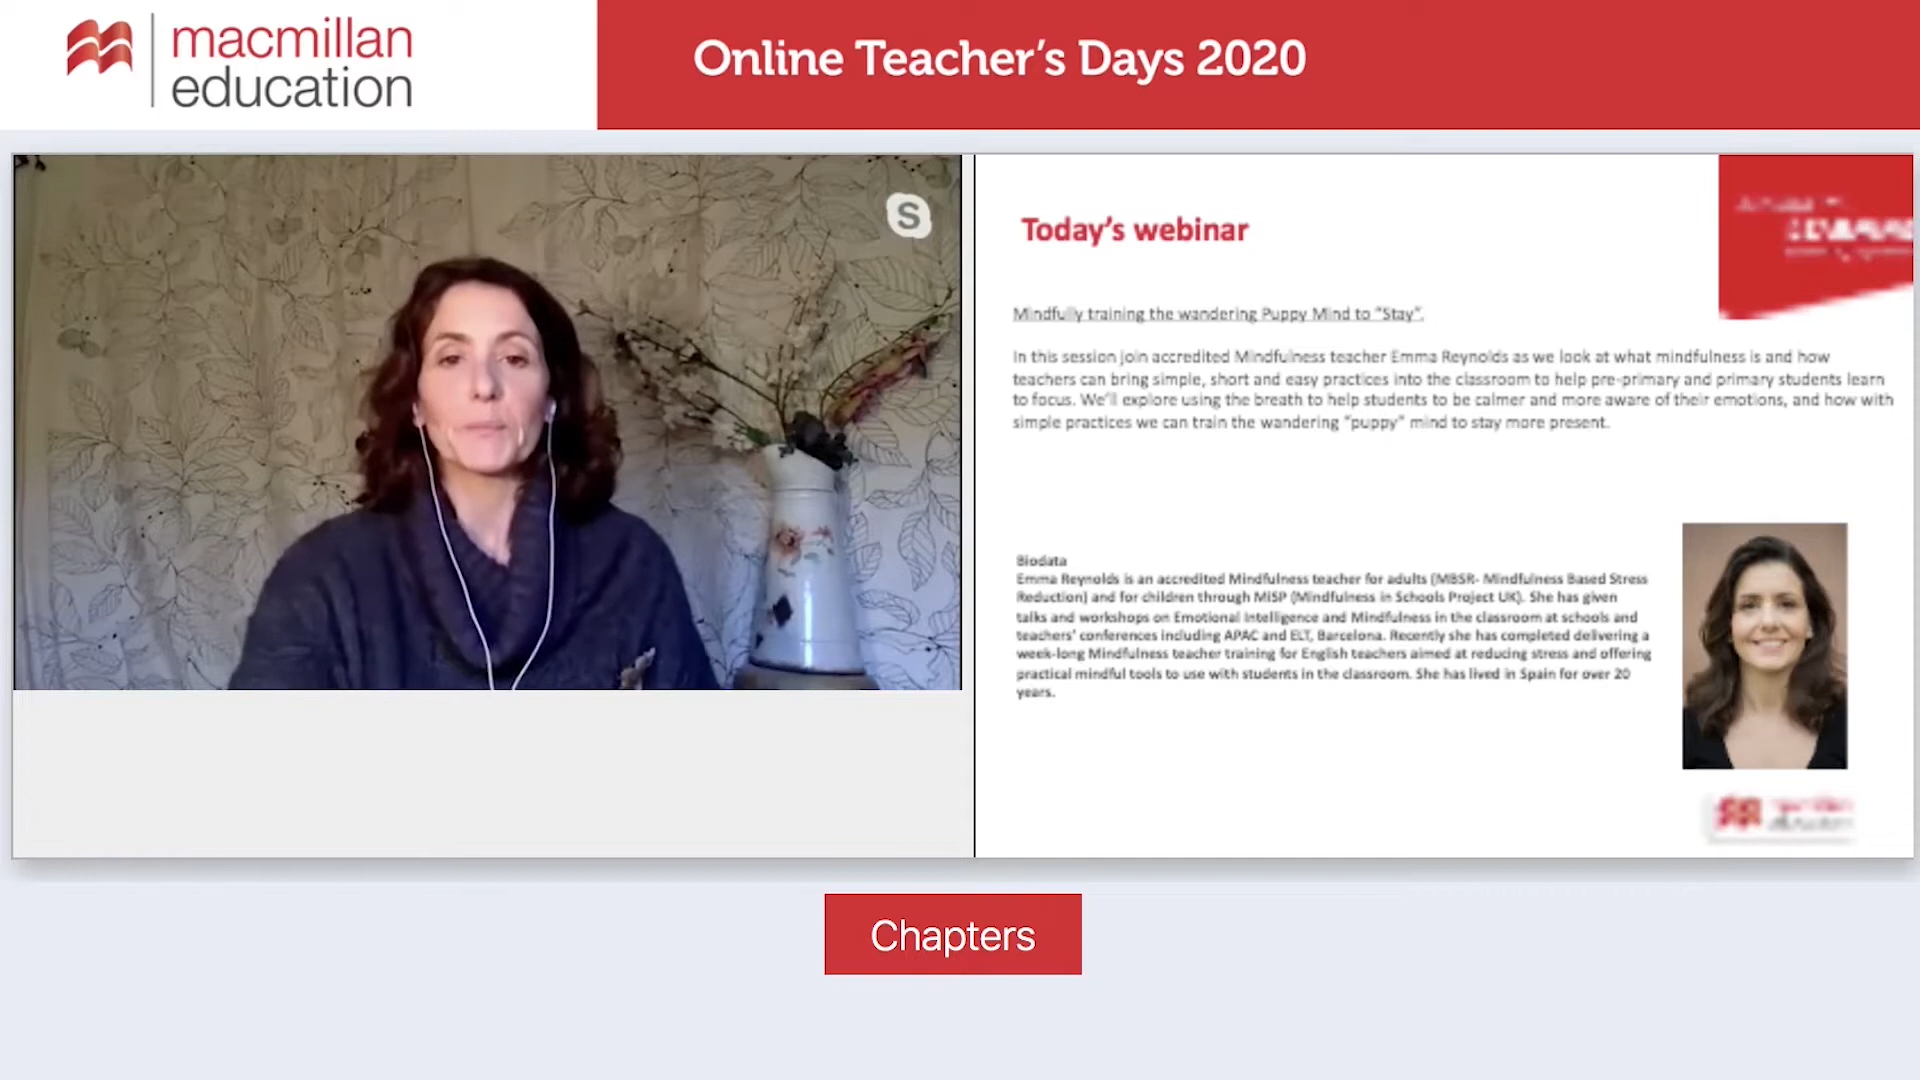 macmillan
education
Online Teacher's Days 2020
S
Today's webinar
Mindfully training the wandering Puppy Mind to "Stay".
In this session join accredited Mindfulness teacher Emma Reynolds as we look at what mindfulness is and how
teachers can bring simple, short and easy practices into the classroom to help pre-primary and primary students learn
to focus. We'll explore using the breath to help students to be calmer and more aware of their emotions, and how with
simple practices we can train the wandering "puppy" mind to stay more present.
Biodata
Emma Reynolds is an accredited Mindfulness teacher for adults (MBSR- Mindfulness Based Stress
Reduction) and for children through MiSP (Mindfulness in Schools Project UK). She has given
talks and workshops on Emotional Intelligence and Mindfulness in the classroom at schools and
teachers' conferences including APAC and ELT, Barcelona. Recently she has completed delivering a
week-long Mindfulness teacher training for English teachers aimed at reducing stress and offering
practical mindful tools to use with students in the classroom. She has lived in Spain for over 20
years.
Chapters